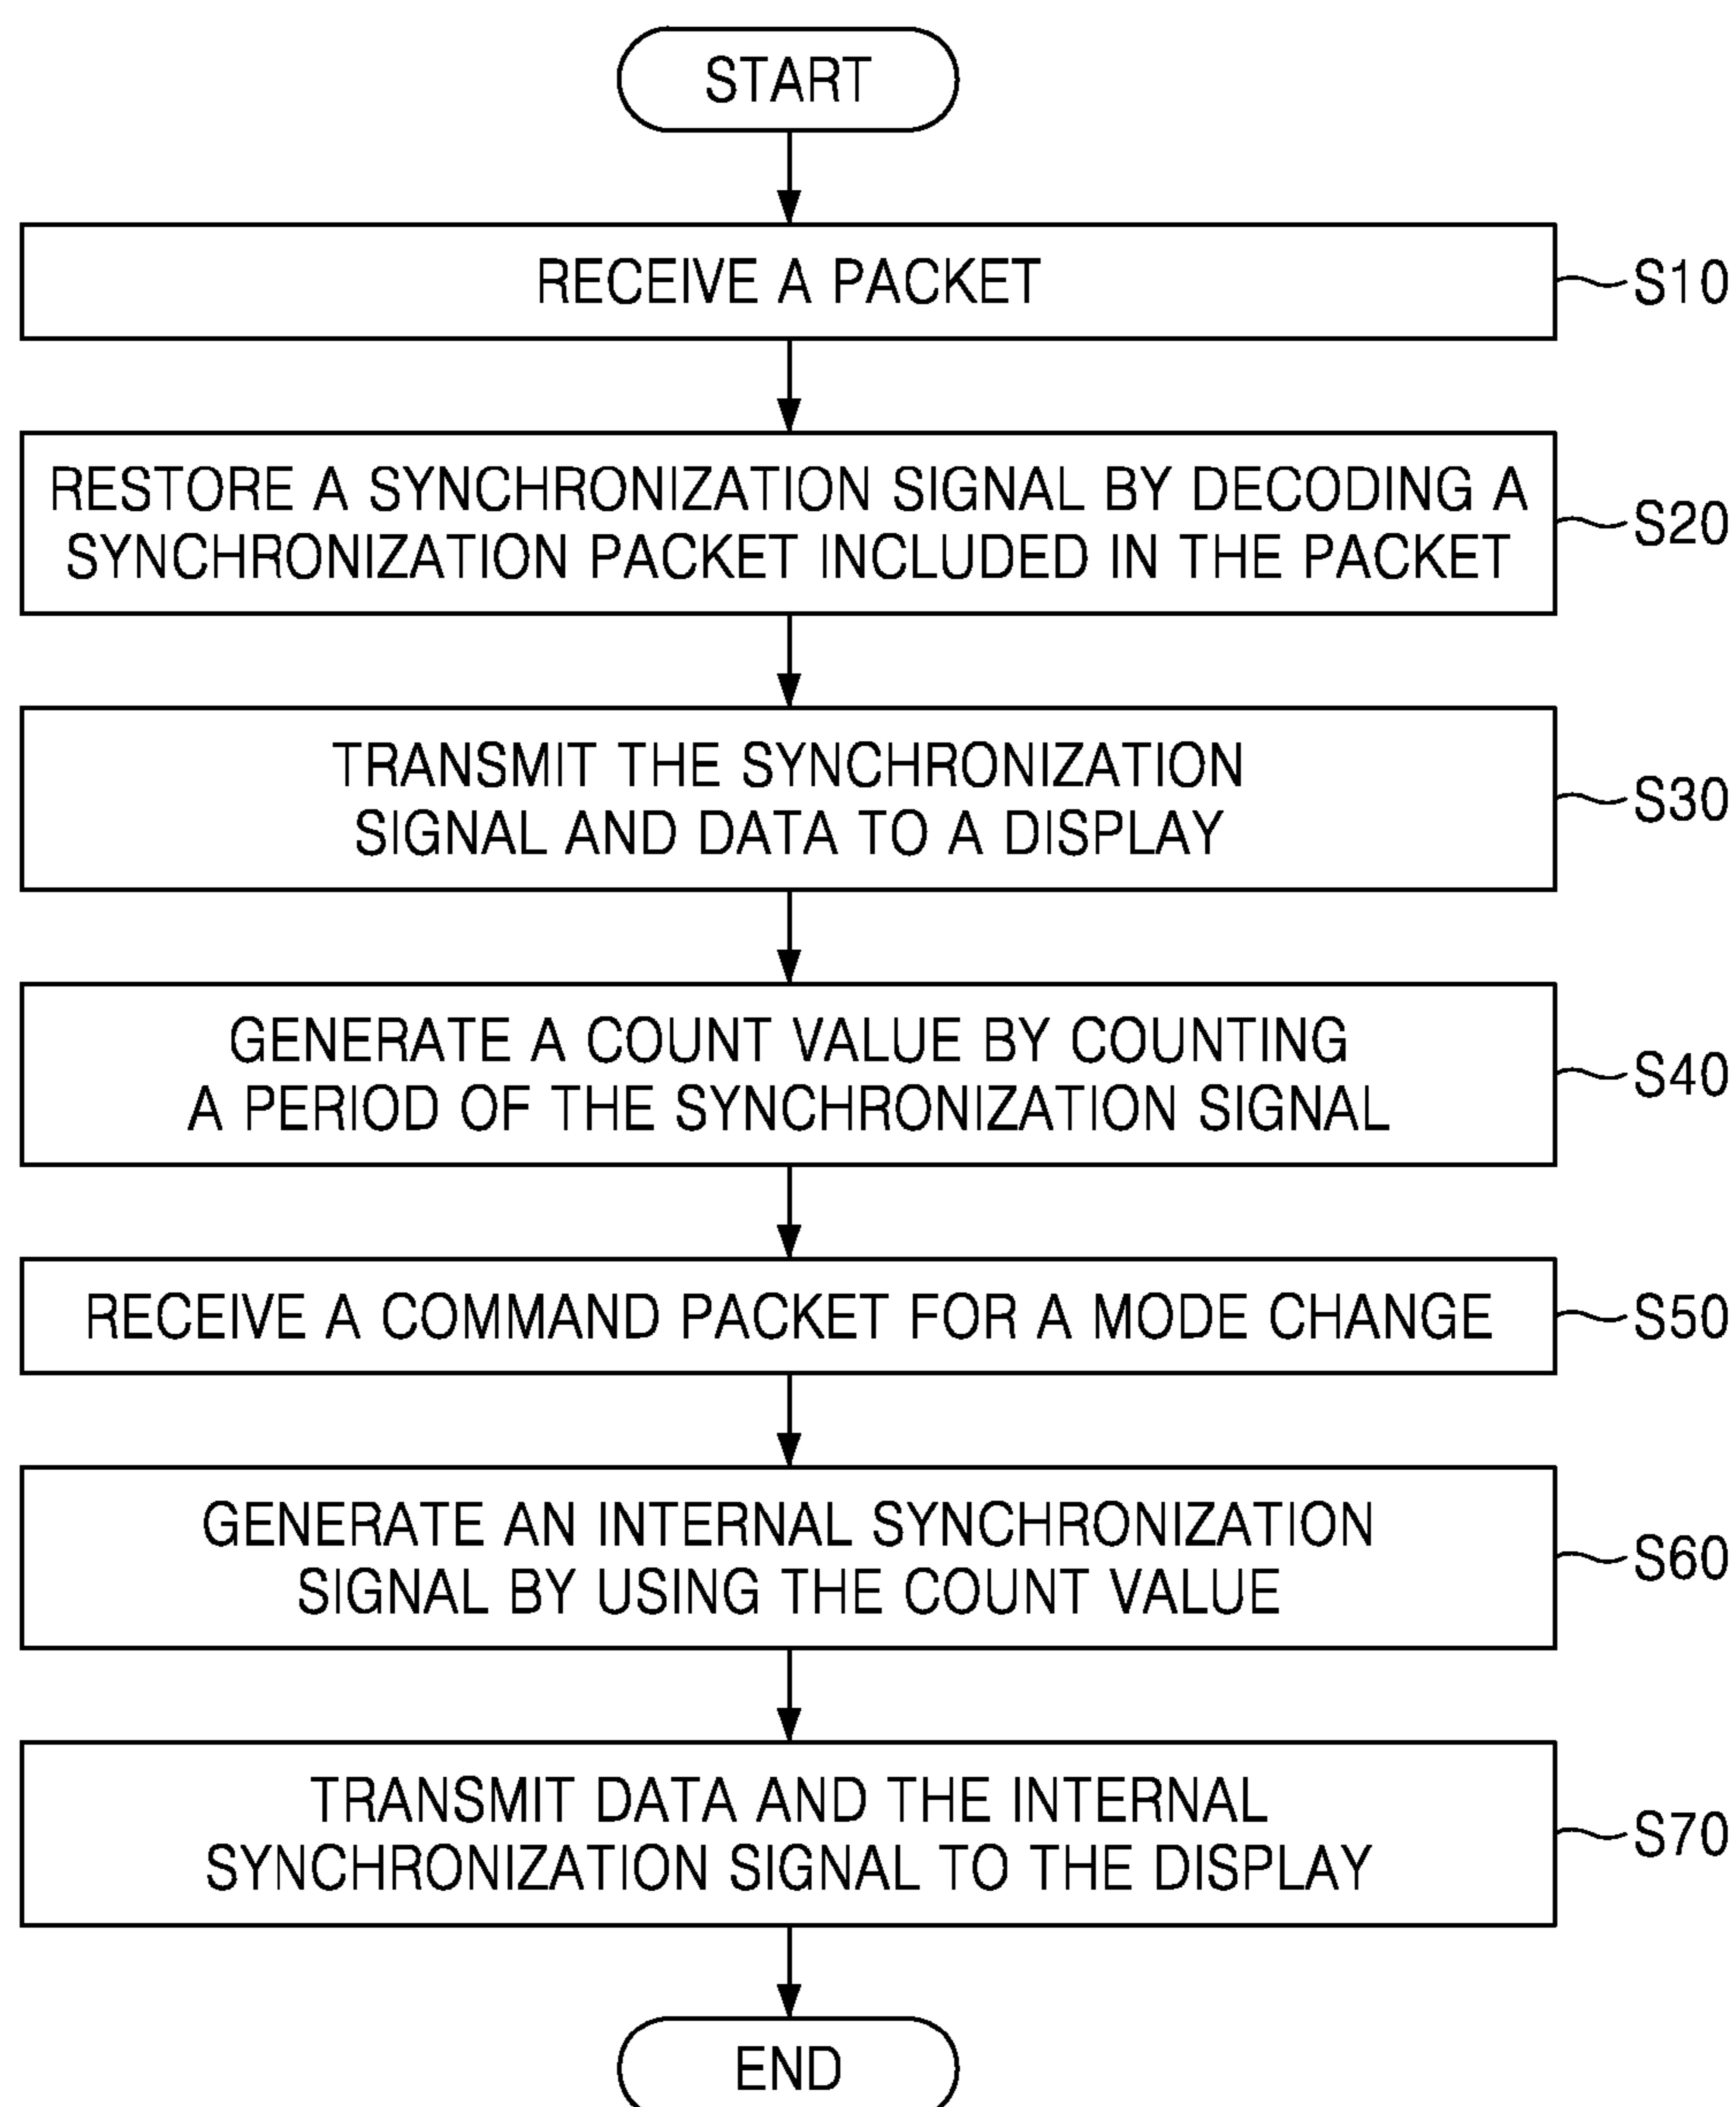 START
RECEIVE A PACKET
S10
RESTORE A SYNCHRONIZATION SIGNAL BY DECODING A
SYNCHRONIZATION PACKET INCLUDED IN THE PACKET
S20
TRANSMIT THE SYNCHRONIZATION
SIGNAL AND DATA TO A DISPLAY
S30
GENERATE A COUNT VALUE BY COUNTING
A PERIOD OF THE SYNCHRONIZATION SIGNAL
S40
RECEIVE A COMMAND PACKET FOR A MODE CHANGE
S50
GENERATE AN INTERNAL SYNCHRONIZATION
SIGNAL BY USING THE COUNT VALUE
S60
TRANSMIT DATA AND THE INTERNAL
SYNCHRONIZATION SIGNAL TO THE DISPLAY
S70
END